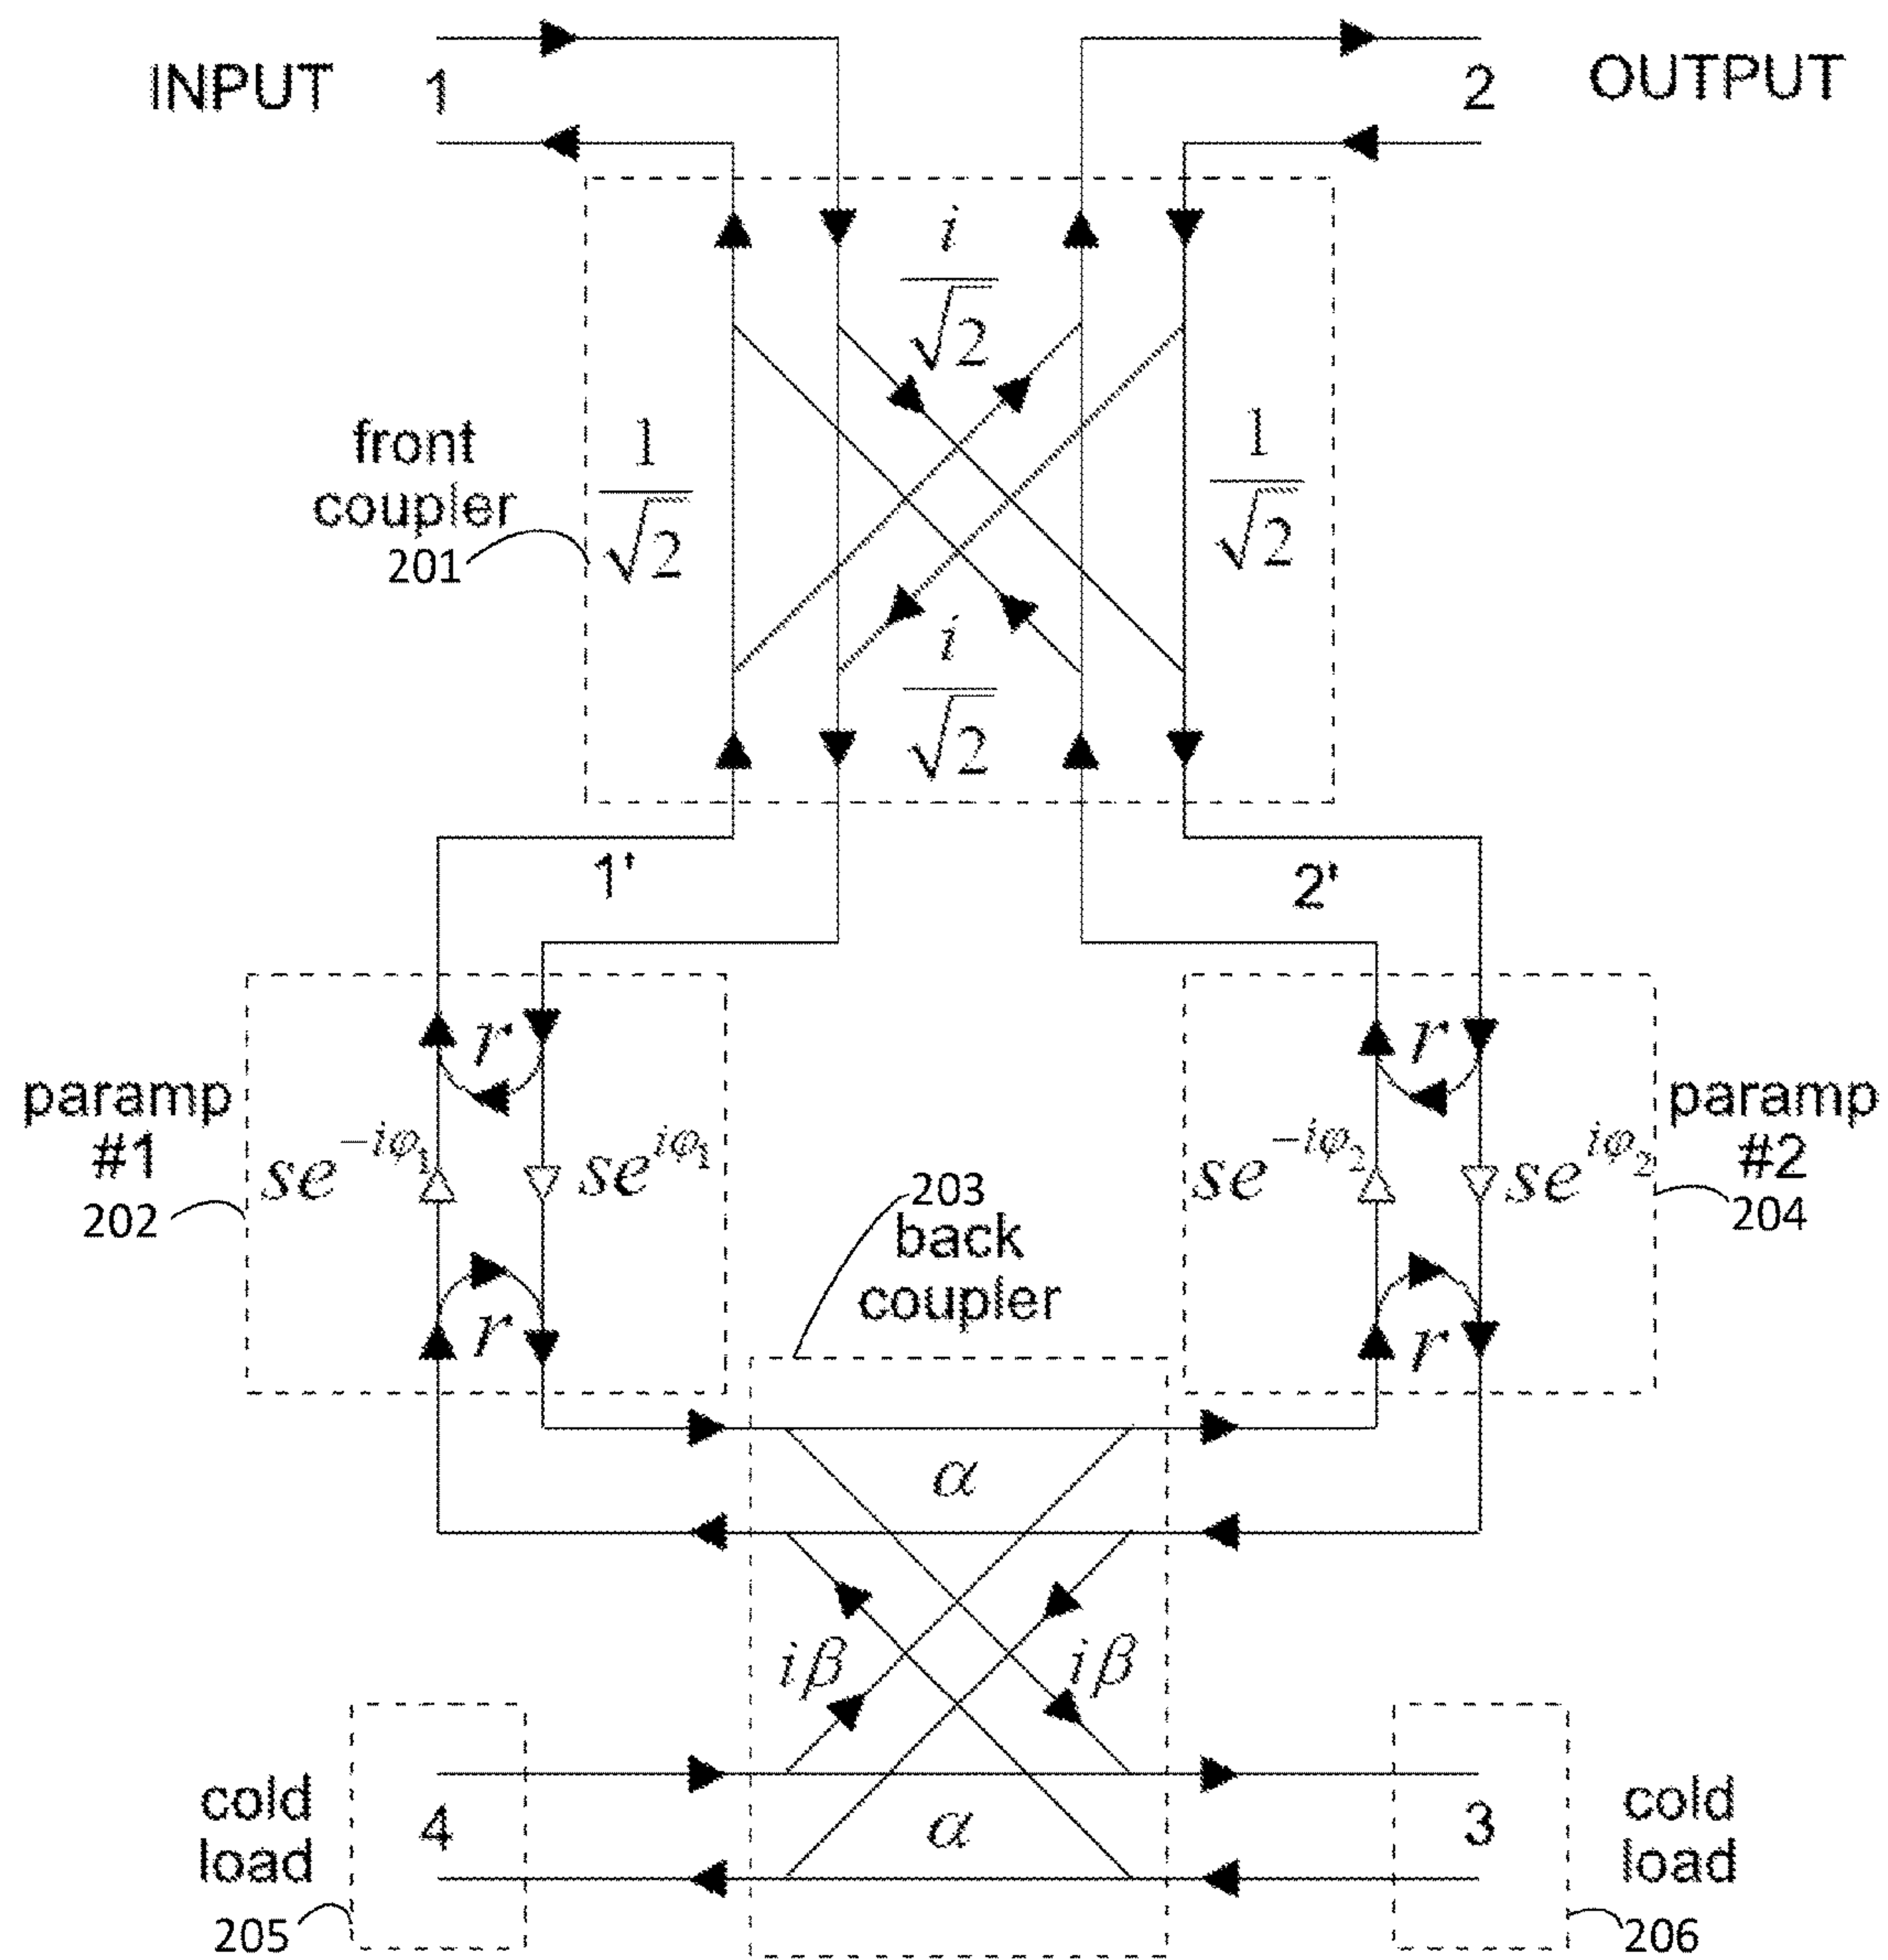 INPUT
1
2
OUTPUT
i
√2
front
coupler
201
1
√2
1
√2
i
√2
1'
2'
r
r
paramp
#1
202
se^{-iφ₁}
se^{iφ₁}
se^{-iφ₂}
se^{iφ₂}
paramp
#2
204
203
back
coupler
r
r
α
iβ
iβ
cold
load
205
4
α
3
cold
load
206